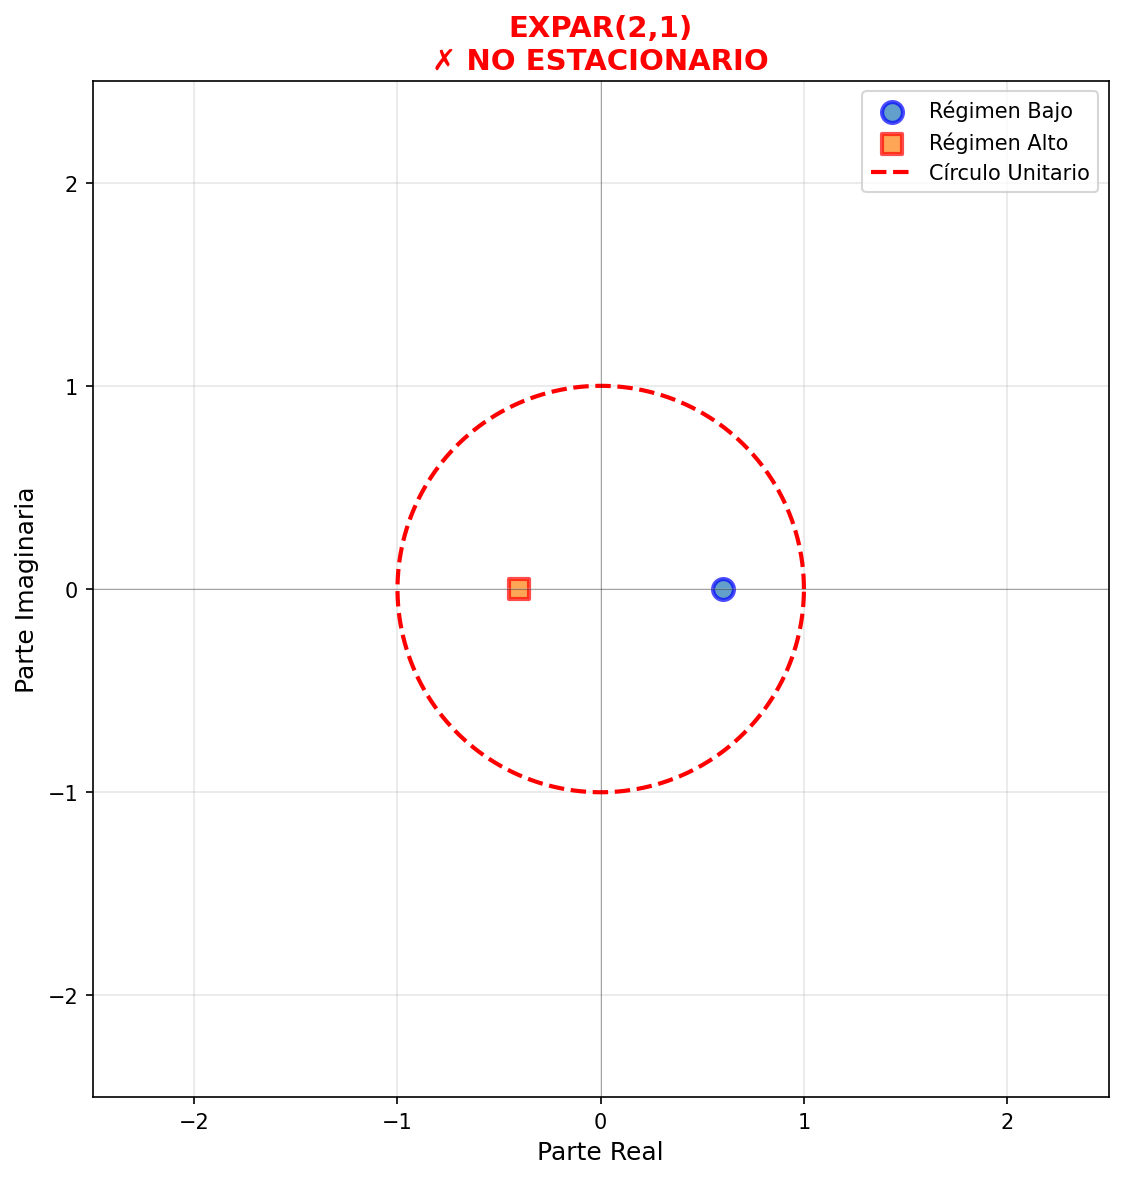 EXPAR(2,1)
✗ NO ESTACIONARIO
Régimen Bajo
Régimen Alto
Círculo Unitario
Parte Imaginaria
2
1
0
−1
−2
−2
−1
0
1
2
Parte Real